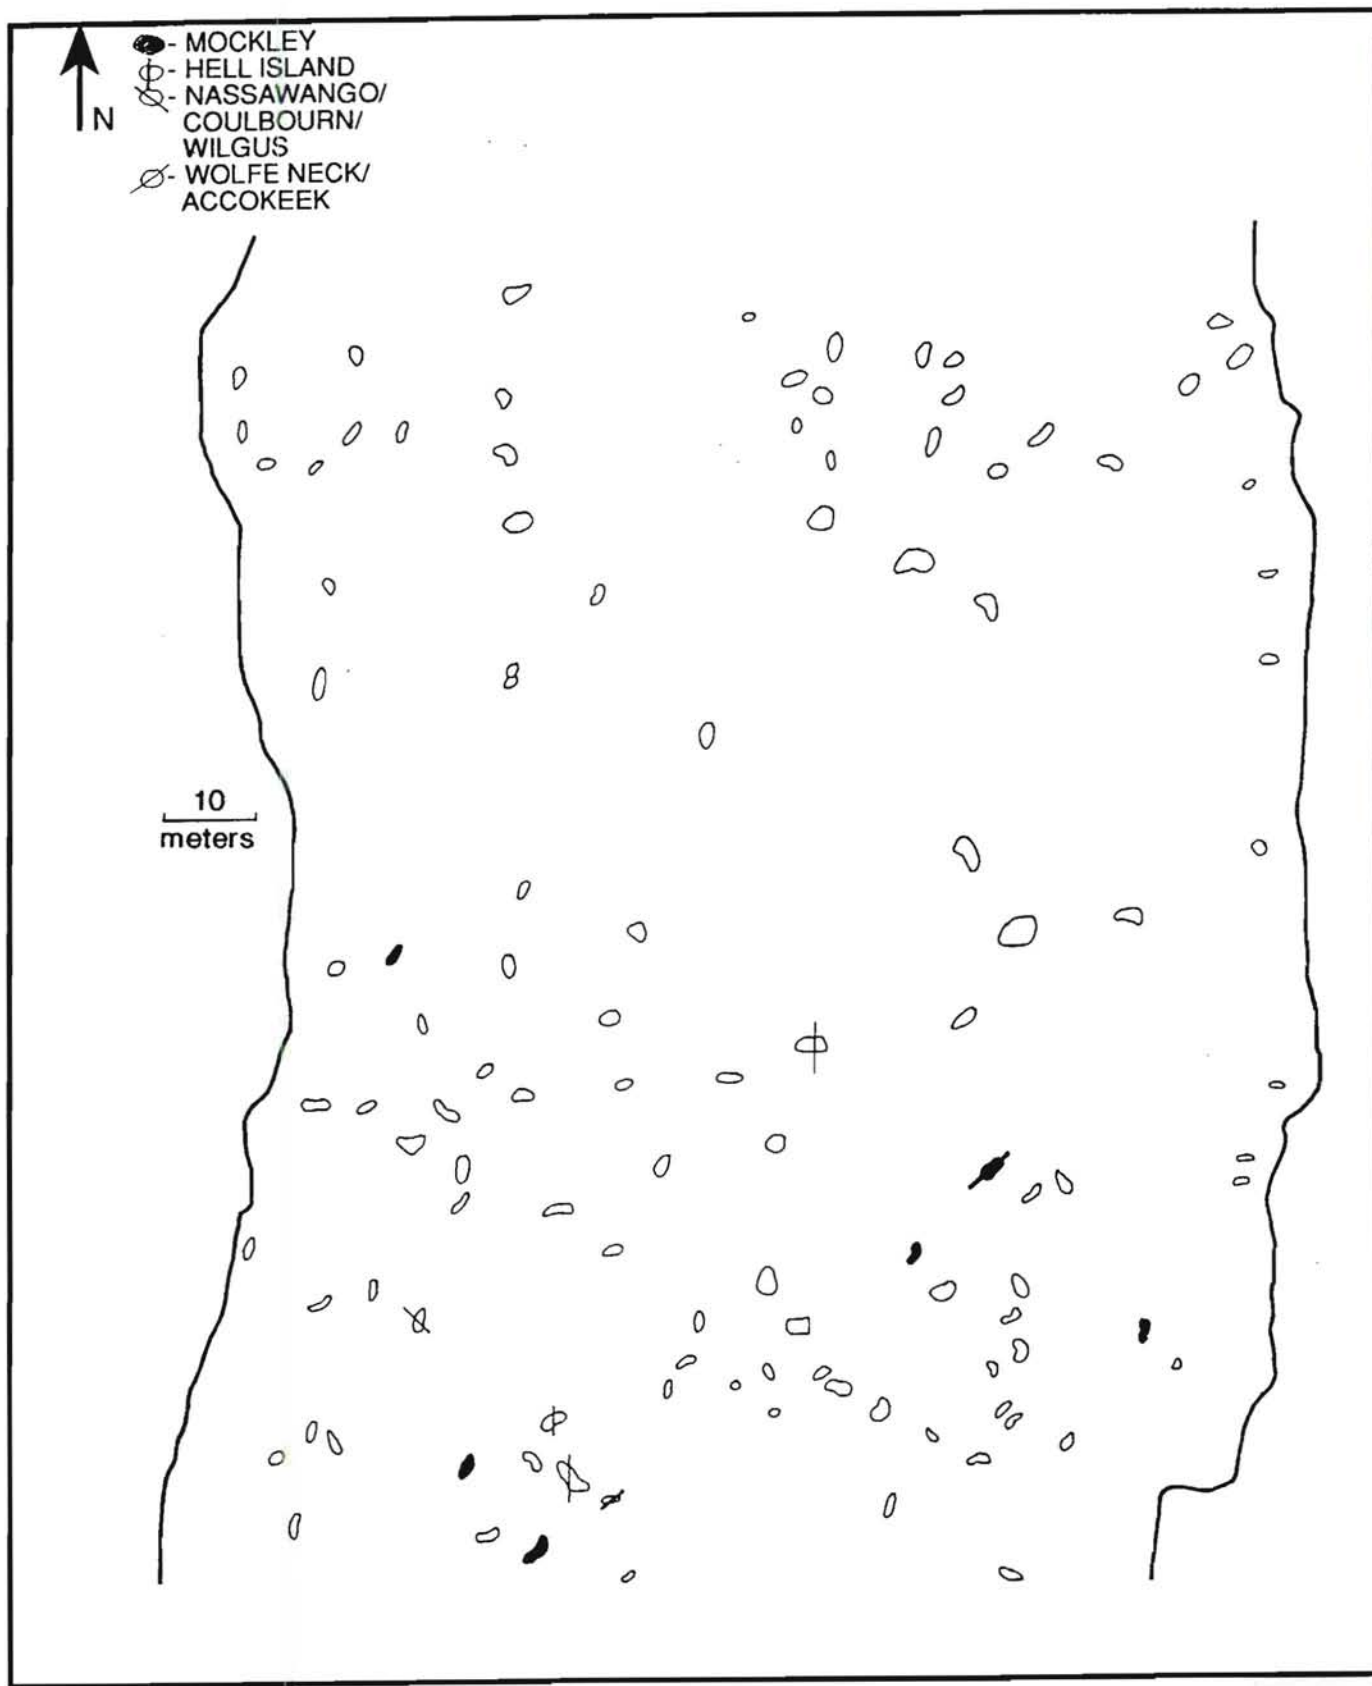 - MOCKLEY
- HELL ISLAND
- NASSAWANGO/
COULBOURN/
WILGUS
- WOLFE NECK/
ACCOKEEK
N
10
meters